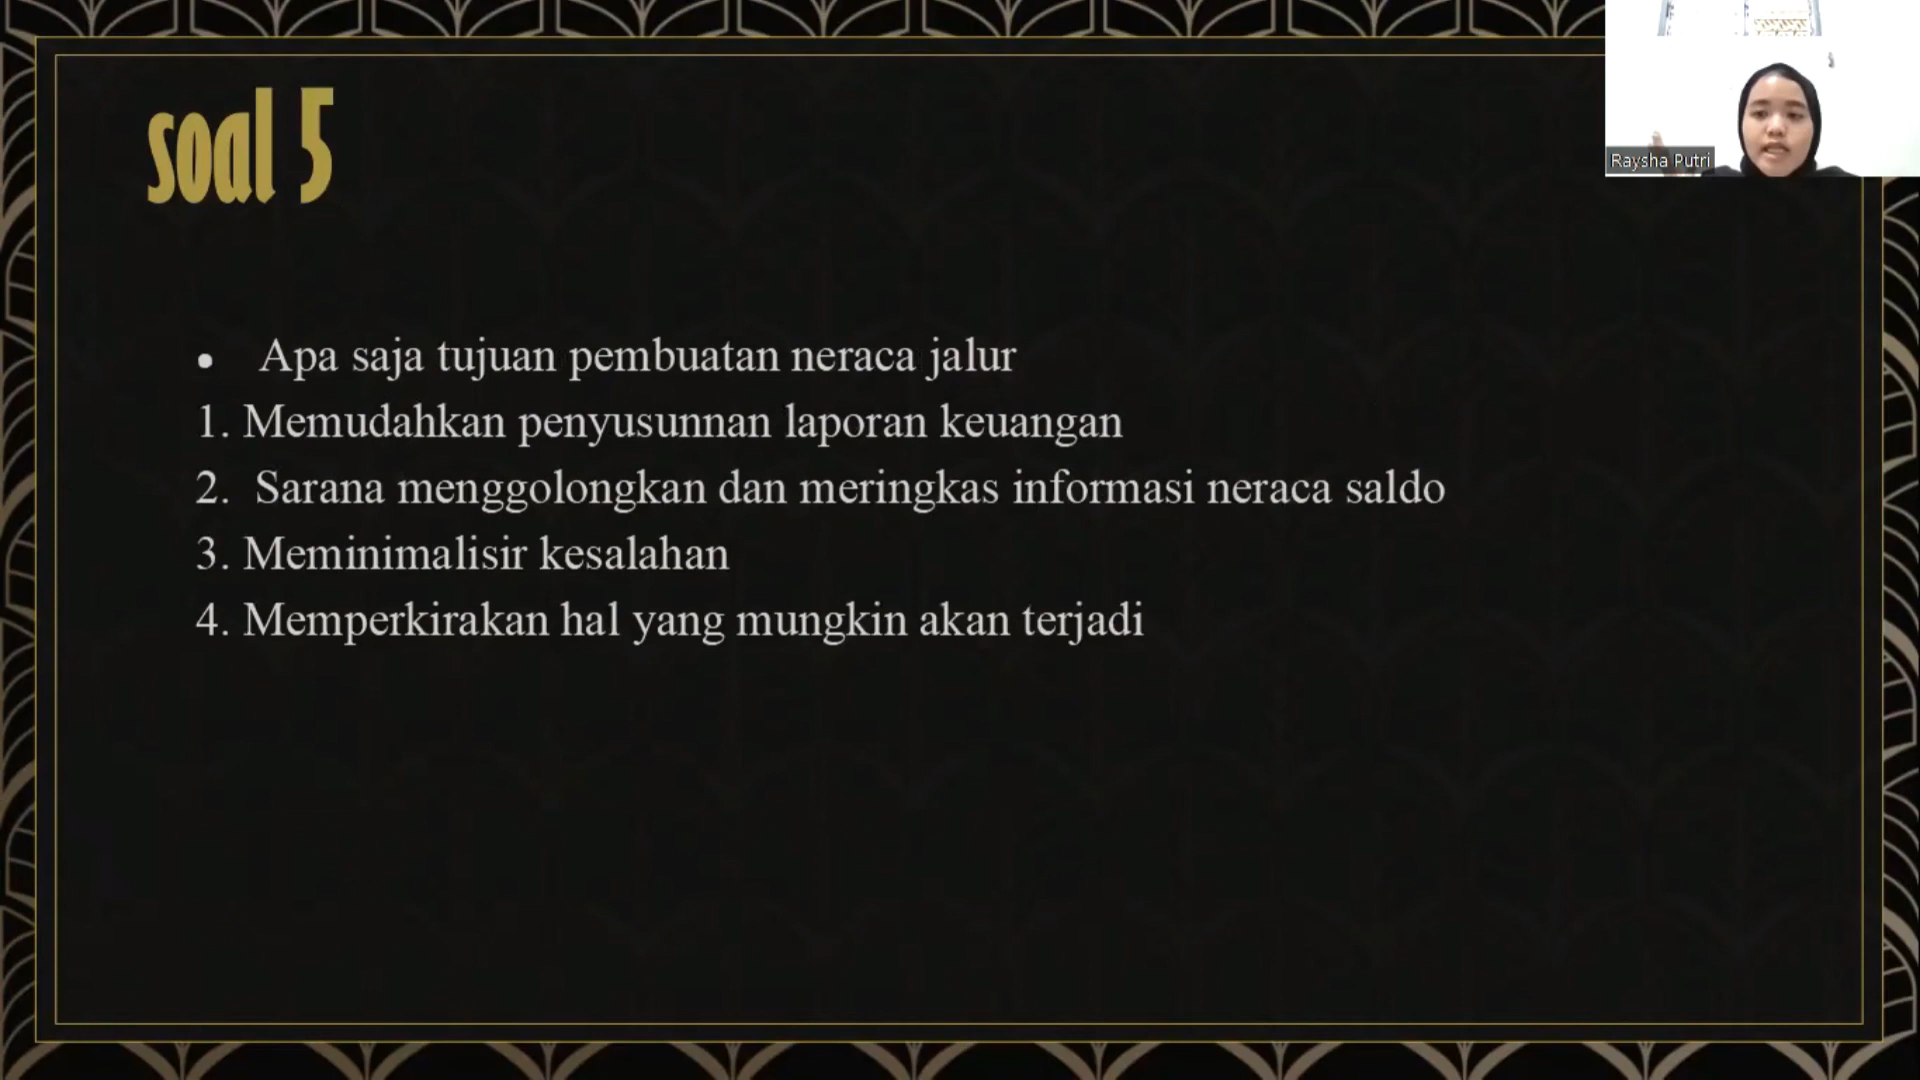 soal 5
Raysha Putri
• Apa saja tujuan pembuatan neraca jalur
1. Memudahkan penyusunnan laporan keuangan
2. Sarana menggolongkan dan meringkas informasi neraca saldo
3. Meminimalisir kesalahan
4. Memperkirakan hal yang mungkin akan terjadi